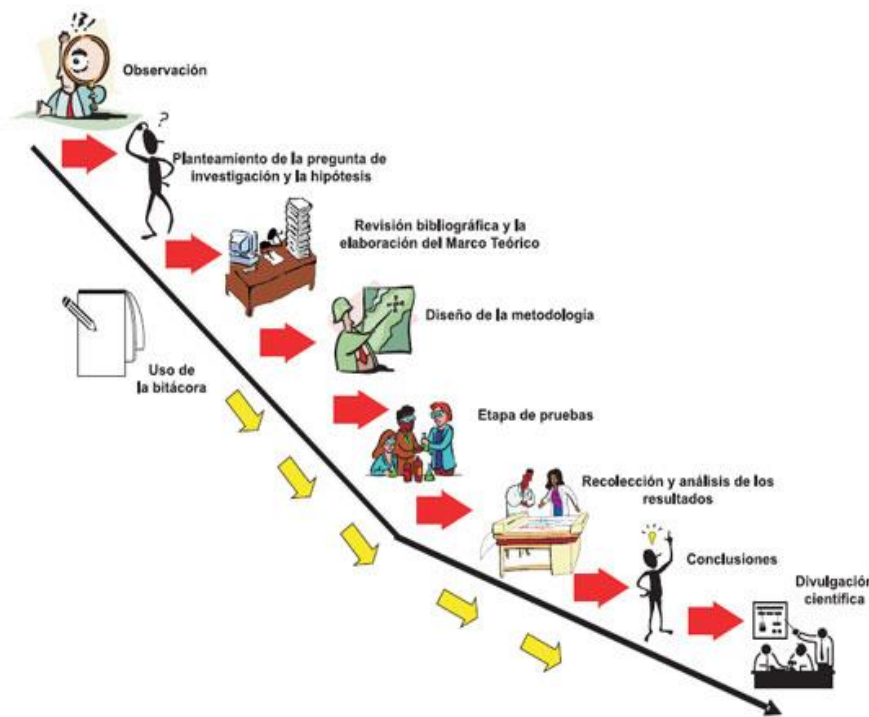 !?!
Observación
?
Planteamiento de la pregunta de
investigación y la hipótesis
Revisión bibliográfica y la
elaboración del Marco Teórico
Diseño de la metodología
Uso de
la bitácora
Etapa de pruebas
Recolección y análisis de los
resultados
Conclusiones
Divulgación
científica